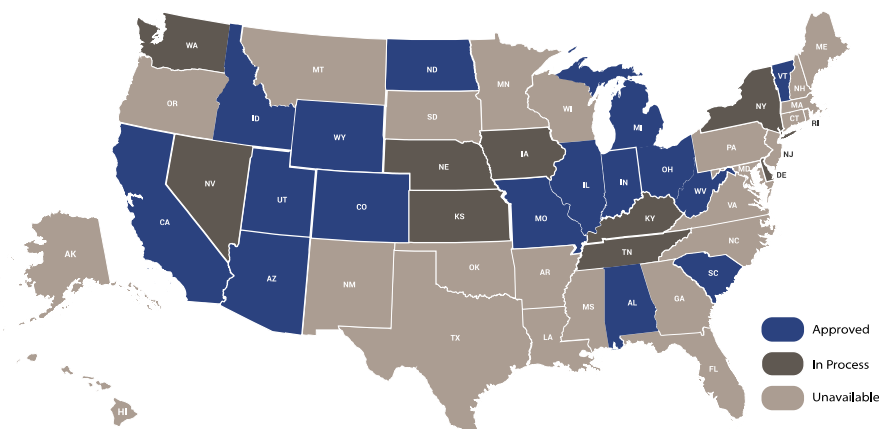 WA
MT
ND
MN
ME
VT
NH
OR
ID
SD
WI
NY
MA
CT
RI
WY
MI
PA
NJ
NE
IA
OH
MD
DE
NV
UT
CO
IL
IN
WV
VA
CA
KS
MO
KY
NC
TN
AZ
NM
OK
AR
SC
AK
MS
AL
GA
TX
LA
FL
HI
Approved
In Process
Unavailable